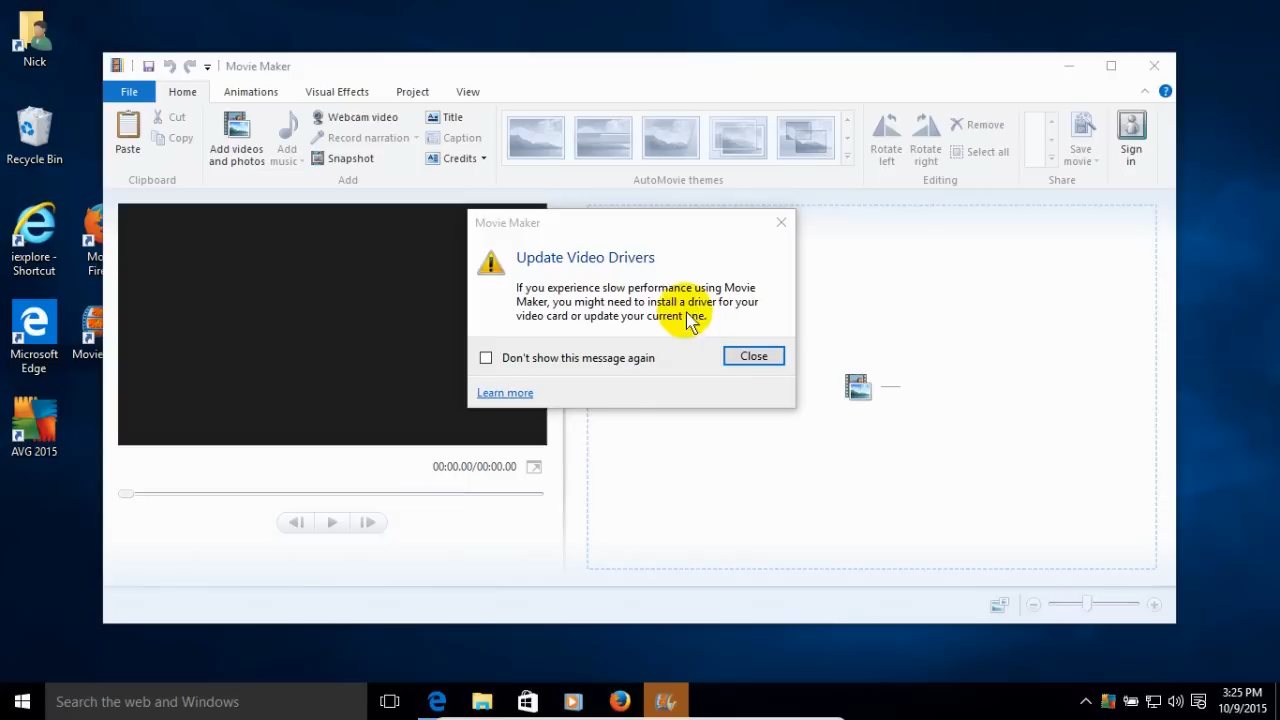 Nick
Recycle Bin
iexplore -
Shortcut
Mo
Fire
Microsoft
Edge
Movie
AVG 2015
Movie Maker
File
Home
Animations
Visual Effects
Project
View
Paste
Cut
Copy
Clipboard
Add videos
and photos
Add
music
Webcam video
Record narration
Snapshot
Title
Caption
Credits
Add
AutoMovie themes
Rotate
left
Rotate
right
Remove
Select all
Editing
Save
movie
Share
Sign
in
Movie Maker
Update Video Drivers
If you experience slow performance using Movie
Maker, you might need to install a driver for your
video card or update your current one.
Don't show this message again
Close
Learn more
00:00.00/00:00.00
Search the web and Windows
3:25 PM
10/9/2015